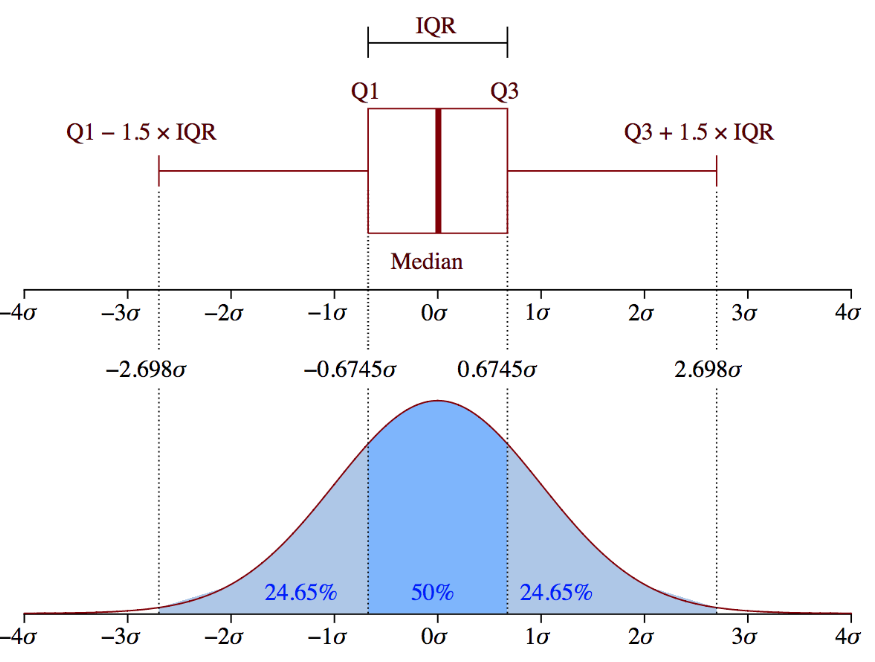 IQR
Q1 Q3
Q1 − 1.5 × IQR Q3 + 1.5 × IQR
Median
−4σ −3σ −2σ −1σ 0σ 1σ 2σ 3σ 4σ
−2.698σ −0.6745σ 0.6745σ 2.698σ
24.65% 50% 24.65%
−4σ −3σ −2σ −1σ 0σ 1σ 2σ 3σ 4σ